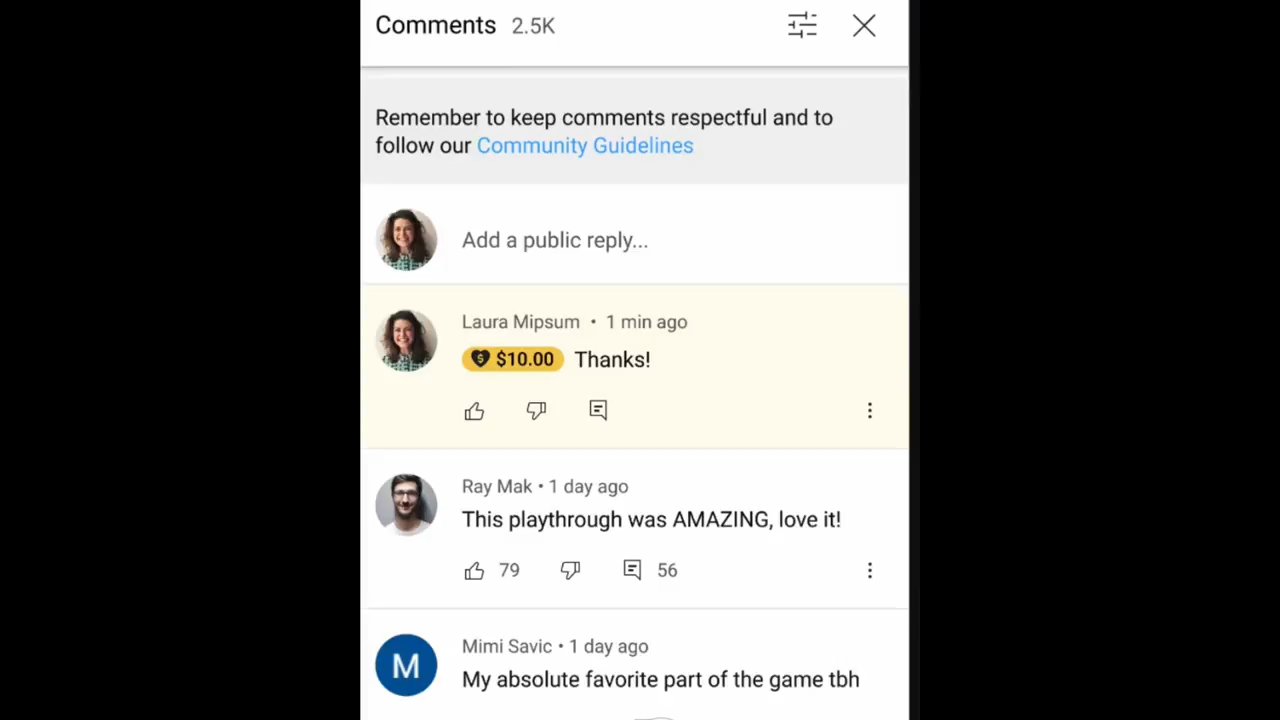 Comments 2.5K
Remember to keep comments respectful and to
follow our Community Guidelines
Add a public reply...
Laura Mipsum • 1 min ago
$10.00 Thanks!
Ray Mak • 1 day ago
This playthrough was AMAZING, love it!
79 56
M
Mimi Savic • 1 day ago
My absolute favorite part of the game tbh